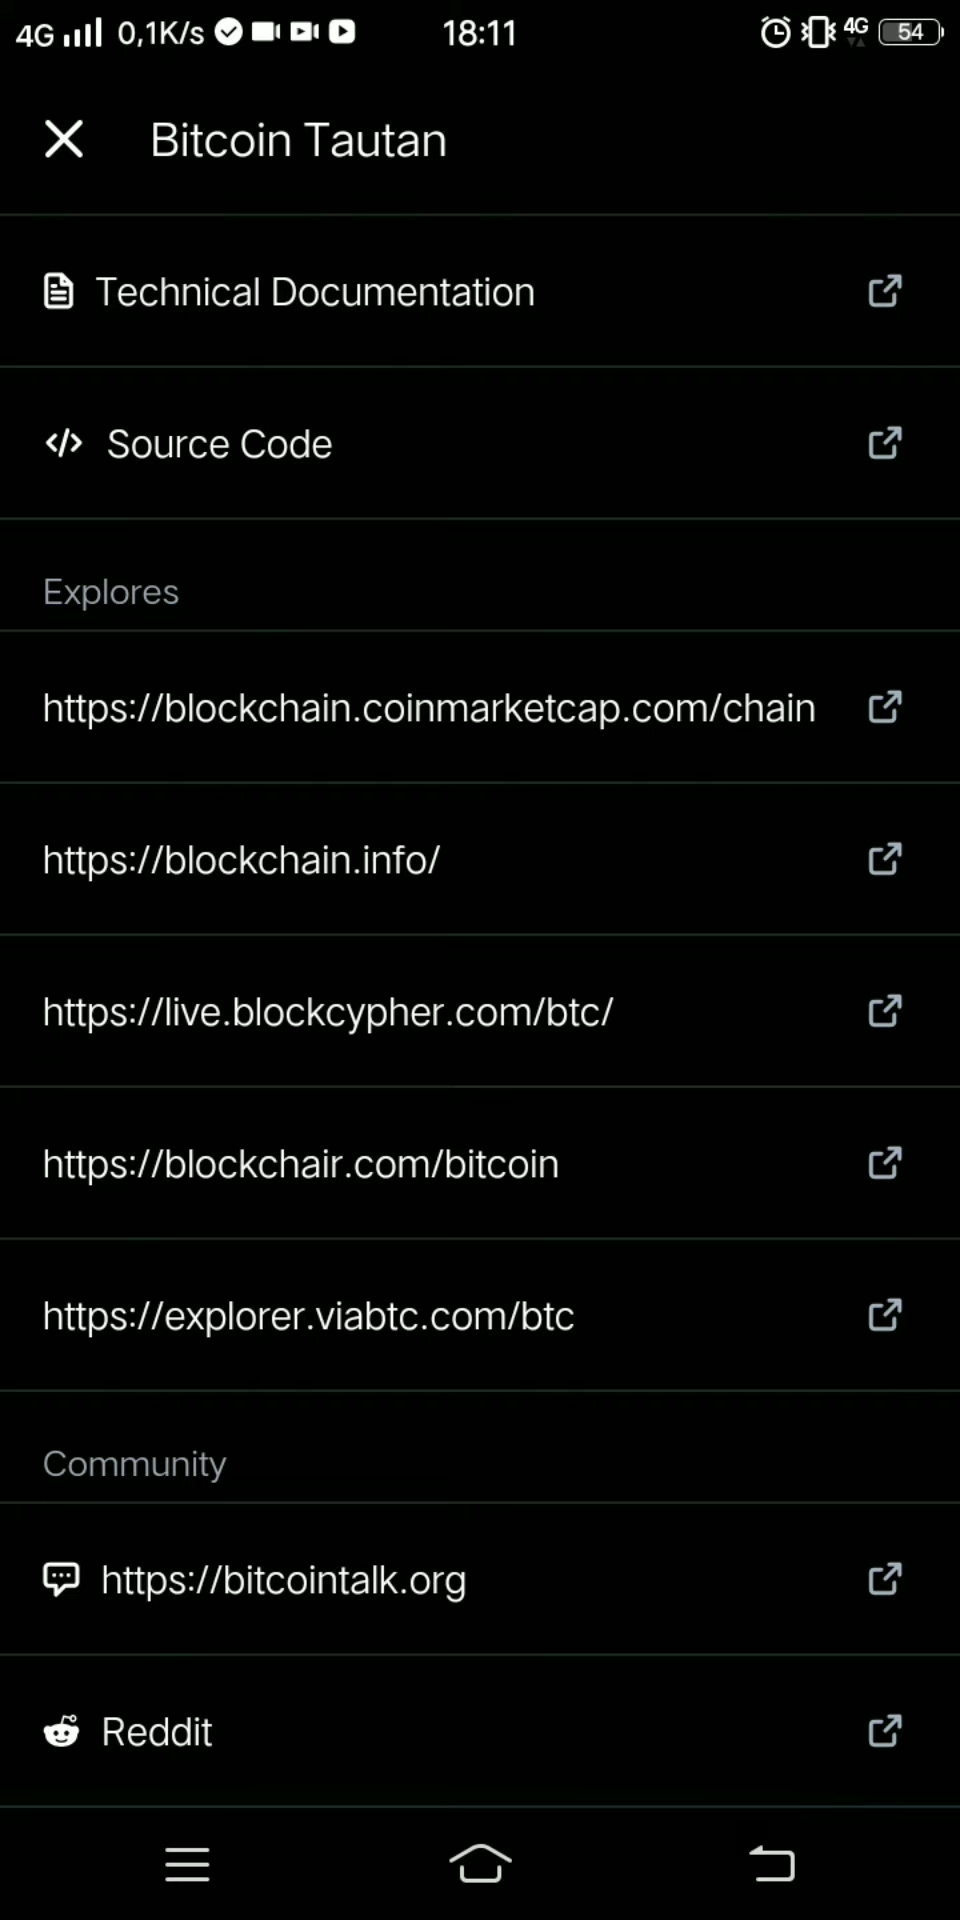 4G 0,1K/s 18:11 4G 54
Bitcoin Tautan
Technical Documentation
Source Code
Explores
https://blockchain.coinmarketcap.com/chain
https://blockchain.info/
https://live.blockcypher.com/btc/
https://blockchair.com/bitcoin
https://explorer.viabtc.com/btc
Community
https://bitcointalk.org
Reddit